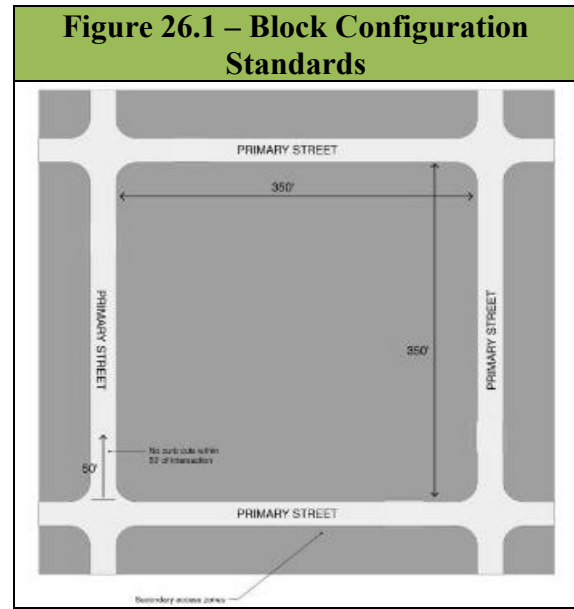 Figure 26.1 – Block Configuration
Standards
PRIMARY STREET
350'
PRIMARY STREET
350'
PRIMARY STREET
No curb cuts within
50' of intersection
50'
PRIMARY STREET
Secondary access zones